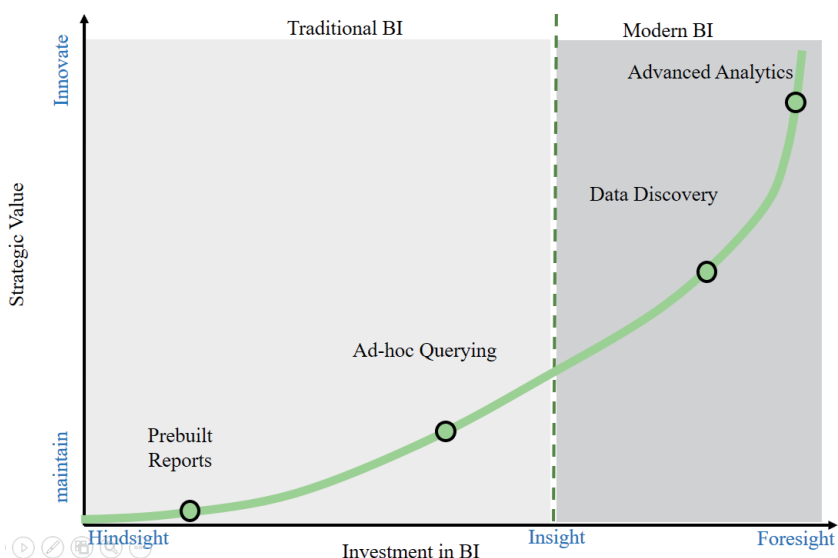 Traditional BI
Modern BI
Innovate
Advanced Analytics
Data Discovery
Strategic Value
Ad-hoc Querying
Prebuilt
Reports
maintain
Hindsight
Insight
Foresight
Investment in BI